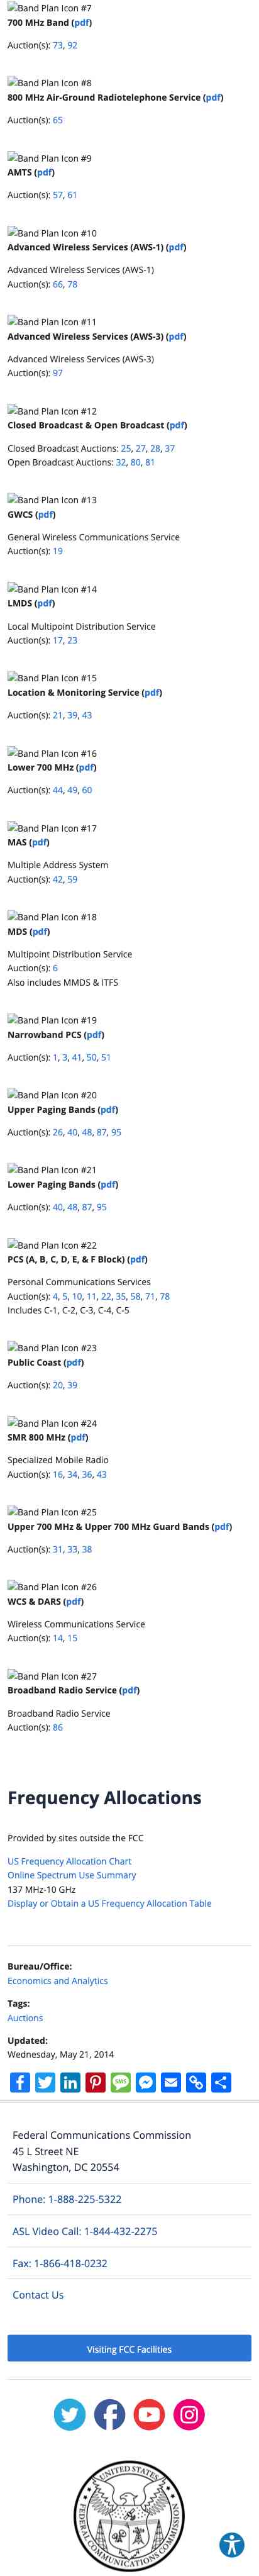 Band Plan Icon #7
700 MHz Band (pdf)
Auction(s): 73, 92
Band Plan Icon #8
800 MHz Air-Ground Radiotelephone Service (pdf)
Auction(s): 65
Band Plan Icon #9
AMTS (pdf)
Auction(s): 57, 61
Band Plan Icon #10
Advanced Wireless Services (AWS-1) (pdf)
Advanced Wireless Services (AWS-1)
Auction(s): 66, 78
Band Plan Icon #11
Advanced Wireless Services (AWS-3) (pdf)
Advanced Wireless Services (AWS-3)
Auction(s): 97
Band Plan Icon #12
Closed Broadcast & Open Broadcast (pdf)
Closed Broadcast Auctions: 25, 27, 28, 37
Open Broadcast Auctions: 32, 80, 81
Band Plan Icon #13
GWCS (pdf)
General Wireless Communications Service
Auction(s): 19
Band Plan Icon #14
LMDS (pdf)
Local Multipoint Distribution Service
Auction(s): 17, 23
Band Plan Icon #15
Location & Monitoring Service (pdf)
Auction(s): 21, 39, 43
Band Plan Icon #16
Lower 700 MHz (pdf)
Auction(s): 44, 49, 60
Band Plan Icon #17
MAS (pdf)
Multiple Address System
Auction(s): 42, 59
Band Plan Icon #18
MDS (pdf)
Multipoint Distribution Service
Auction(s): 6
Also includes MMDS & ITFS
Band Plan Icon #19
Narrowband PCS (pdf)
Auction(s): 1, 3, 41, 50, 51
Band Plan Icon #20
Upper Paging Bands (pdf)
Auction(s): 26, 40, 48, 87, 95
Band Plan Icon #21
Lower Paging Bands (pdf)
Auction(s): 40, 48, 87, 95
Band Plan Icon #22
PCS (A, B, C, D, E, & F Block) (pdf)
Personal Communications Services
Auction(s): 4, 5, 10, 11, 22, 35, 58, 71, 78
Includes C-1, C-2, C-3, C-4, C-5
Band Plan Icon #23
Public Coast (pdf)
Auction(s): 20, 39
Band Plan Icon #24
SMR 800 MHz (pdf)
Specialized Mobile Radio
Auction(s): 16, 34, 36, 43
Band Plan Icon #25
Upper 700 MHz & Upper 700 MHz Guard Bands (pdf)
Auction(s): 31, 33, 38
Band Plan Icon #26
WCS & DARS (pdf)
Wireless Communications Service
Auction(s): 14, 15
Band Plan Icon #27
Broadband Radio Service (pdf)
Broadband Radio Service
Auction(s): 86
Frequency Allocations
Provided by sites outside the FCC
US Frequency Allocation Chart
Online Spectrum Use Summary
137 MHz-10 GHz
Display or Obtain a US Frequency Allocation Table
Bureau/Office:
Economics and Analytics
Tags:
Auctions
Updated:
Wednesday, May 21, 2014
SMS
Federal Communications Commission
45 L Street NE
Washington, DC 20554
Phone: 1-888-225-5322
ASL Video Call: 1-844-432-2275
Fax: 1-866-418-0232
Contact Us
Visiting FCC Facilities
FEDERAL COMMUNICATIONS COMMISSION